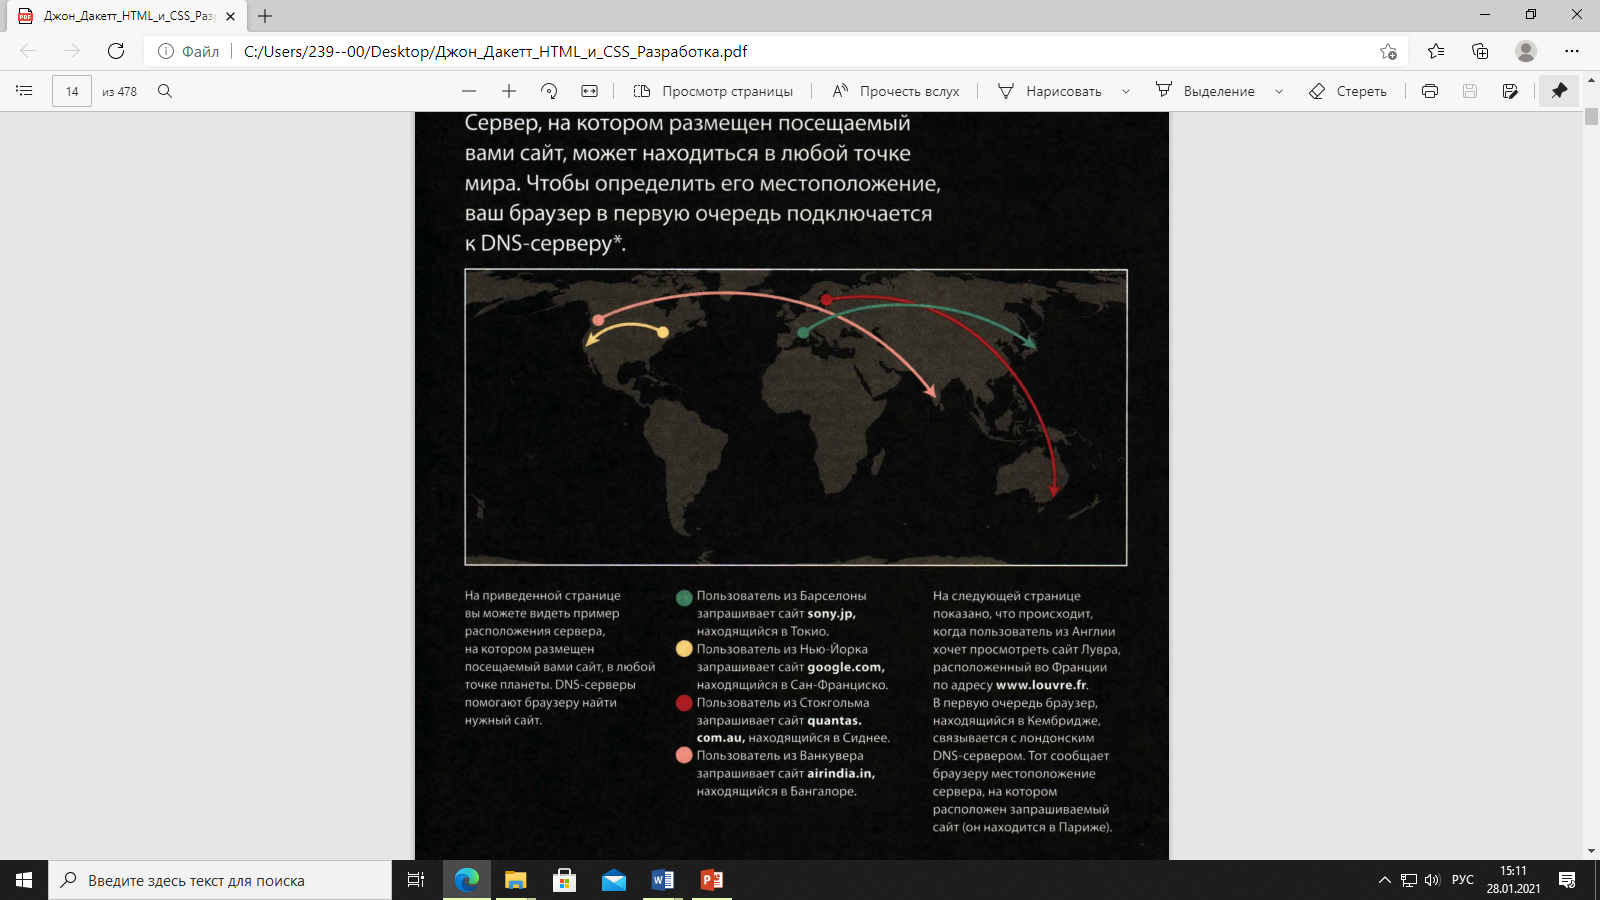 Джон_Дакетт_HTML_и_CSS_Разр
Файл
C:/Users/239--00/Desktop/Джон_Дакетт_HTML_и_CSS_Разработка.pdf
14 из 478
Просмотр страницы
Прочесть вслух
Нарисовать
Выделение
Стереть
Сервер, на котором размещен посещаемый
вами сайт, может находиться в любой точке
мира. Чтобы определить его местоположение,
ваш браузер в первую очередь подключается
к DNS-серверу*.
На приведенной странице
вы можете видеть пример
расположения сервера,
на котором размещен
посещаемый вами сайт, в любой
точке планеты. DNS-серверы
помогают браузеру найти
нужный сайт.
Пользователь из Барселоны
запрашивает сайт sony.jp,
находящийся в Токио.
Пользователь из Нью-Йорка
запрашивает сайт google.com,
находящийся в Сан-Франциско.
Пользователь из Стокгольма
запрашивает сайт quantas.
com.au, находящийся в Сиднее.
Пользователь из Ванкувера
запрашивает сайт airindia.in,
находящийся в Бангалоре.
На следующей странице
показано, что происходит,
когда пользователь из Англии
хочет просмотреть сайт Лувра,
расположенный во Франции
по адресу www.louvre.fr.
В первую очередь браузер,
находящийся в Кембридже,
связывается с лондонским
DNS-сервером. Тот сообщает
браузеру местоположение
сервера, на котором
расположен запрашиваемый
сайт (он находится в Париже).
Введите здесь текст для поиска
РУС
15:11
28.01.2021